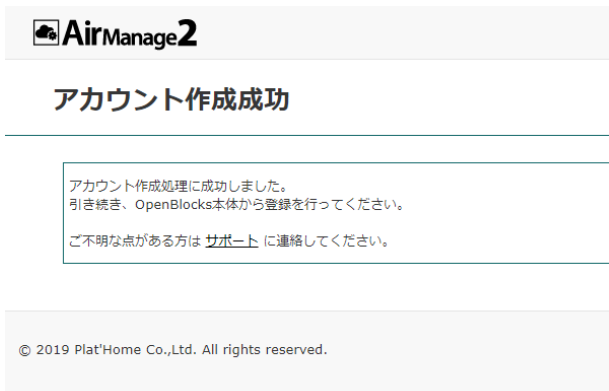 AirManage2
アカウント作成成功
アカウント作成処理に成功しました。
引き続き、OpenBlocks本体から登録を行ってください。
ご不明な点がある方は サポート に連絡してください。
© 2019 Plat'Home Co.,Ltd. All rights reserved.